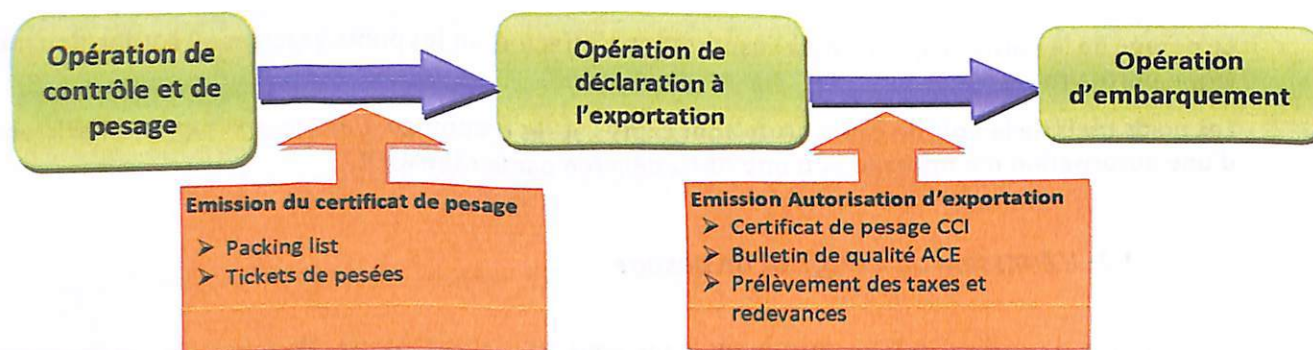 Opération de
contrôle et de
pesage
Opération de
déclaration à
l'exportation
Opération
d'embarquement
Emission du certificat de pesage
➤ Packing list
➤ Tickets de pesées
Emission Autorisation d'exportation
➤ Certificat de pesage CCI
➤ Bulletin de qualité ACE
➤ Prélèvement des taxes et
redevances